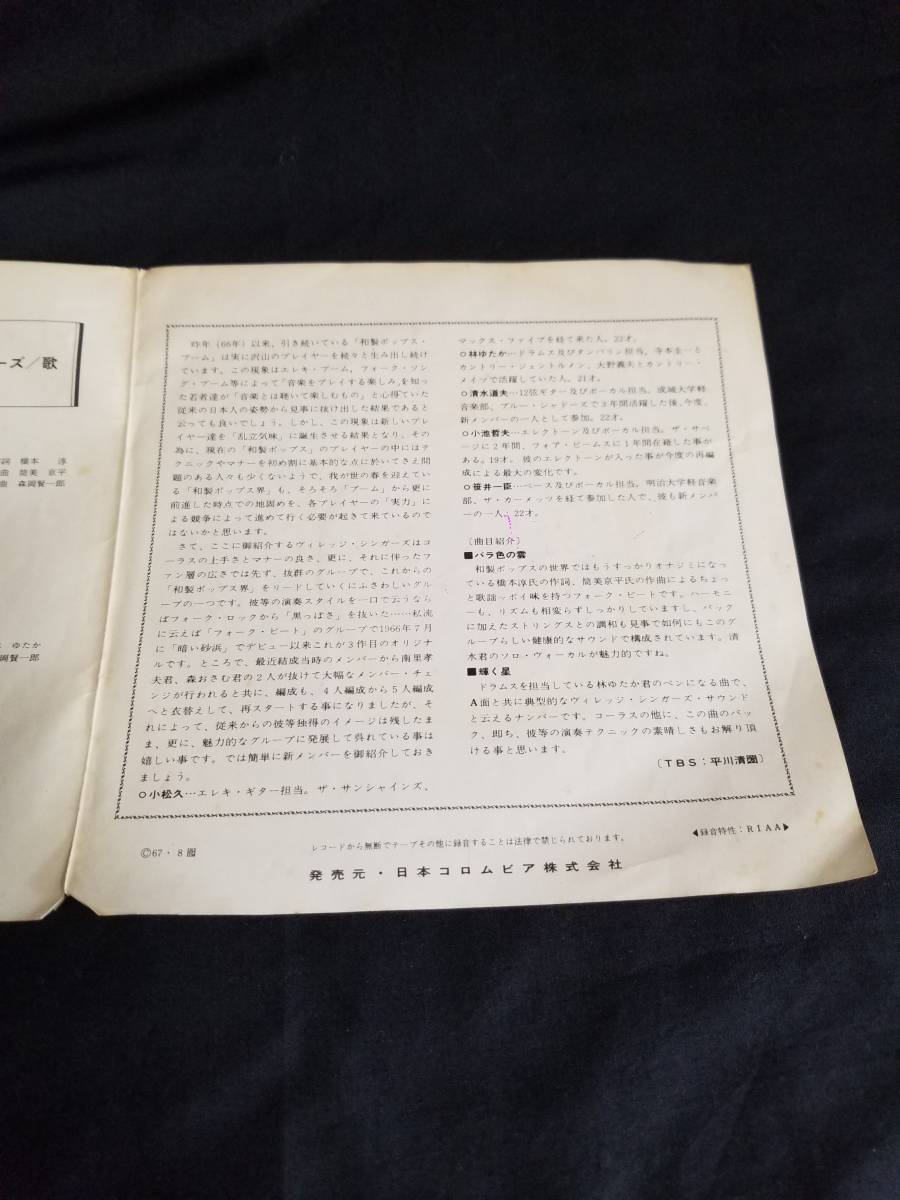 ーズ／歌
詞 橋本 淳
曲 筒美 京平
曲 森岡賢一郎
ゆたか
岡賢一郎
昨年（66年）以来、引き続いている「和製ポップス・
ブーム」は実に沢山のプレイヤーを続々と生み出し続け
ています。この現象はエレキ・ブーム、フォーク・ソン
グ・ブーム等によって「音楽をプレイする楽しみ」を知っ
た若者達が「音楽とは聴いて楽しむもの」と心得ていた
従来の日本人の姿勢から見事に抜け出した結果であると
云っても良いでしょう。しかし、この現象は新しいプレ
イヤー達を「乱立気味」に誕生させる結果となり、その
為に、現在の「和製ポップス」のプレイヤーの中にはテ
クニックやマナーを初め割に基本的な点に於いてさえ問
題のある人々も少くないようで、我が世の春を迎えてい
る「和製ポップス界」も、そろそろ「ブーム」から更に
前進した時点での地固めを、各プレイヤーの「実力」に
よる競争によって進めて行く必要が起きて来ているので
はないかと思います。
さて、ここに御紹介するヴィレッジ・シンガーズはコ
ーラスの上手さとマナーの良さ、更に、それに伴ったフ
ァン層の広さでは先ず、抜群のグループで、これからの
「和製ポップス界」をリードしていくにふさわしいグル
ープの一つです。彼等の演奏スタイルを一口で云うなら
ばフォーク・ロックから「黒っぽさ」を抜いた……私流
に云えば「フォーク・ビート」のグループで1966年7月
に「暗い砂浜」でデビュー以来これが3作目のオリジナ
ルです。ところで、最近結成当時のメンバーから南里孝
夫君、森おさむ君の2人が抜けて大幅なメンバー・チェ
ンジが行われると共に、編成も、4人編成から5人編成
へと衣替えして、再スタートする事になりましたが、そ
れによって、従来からの彼等独得のイメージは残したま
ま、更に、魅力的なグループに発展して呉れている事は
嬉しい事です。では簡単に新メンバーを御紹介しておき
ましょう。
○小松久…エレキ・ギター担当。ザ・サンシャインズ、
マックス・ファイブを経て来た人。22才。
○林ゆたか…ドラムス及びタンバリン担当。寺本圭一と
カントリー・ジェントルメン、大野義夫とカントリー・
メイツで活躍していた人。21才。
○清水道夫…12弦ギター及びボーカル担当。成城大学軽
音楽部、ブルー・シャドーズで3年間活躍した後、今度、
新メンバーの一人として参加。22才。
○小池哲夫…エレクトーン及びボーカル担当。ザ・サベ
ージに2年間、フォア・ビームスに1年間在籍した事が
ある。19才。彼のエレクトーンが入った事が今度の再編
成による最大の変化です。
○笹井一臣…ベース及びボーカル担当。明治大学軽音楽
部、ザ・カーメッツを経て参加した人で、彼も新メンバ
ーの一人。22才。
〔曲目紹介〕
■バラ色の雲
和製ポップスの世界ではもうすっかりオナジミになっ
ている橋本淳氏の作詞、筒美京平氏の作曲によるちょっ
と歌謡ッポイ味を持つフォーク・ビートです。ハーモニ
ーも、リズムも相変らずしっかりしていますし、バック
に加えたストリングスとの調和も見事で如何にもこのグ
ループらしい健康的なサウンドで構成されています。清
水君のソロ・ヴォーカルが魅力的ですね。
■輝く星
ドラムスを担当している林ゆたか君のペンになる曲で、
A面と共に典型的なヴィレッジ・シンガーズ・サウンド
と云えるナンバーです。コーラスの他に、この曲のバッ
ク、即ち、彼等の演奏テクニックの素晴しさもお解り頂
ける事と思います。
〔TBS：平川清圀〕
◀録音特性：RIAA▶
レコードから無断でテープその他に録音することは法律で禁じられております。
Ⓒ67・8
発売元・日本コロムビア株式会社